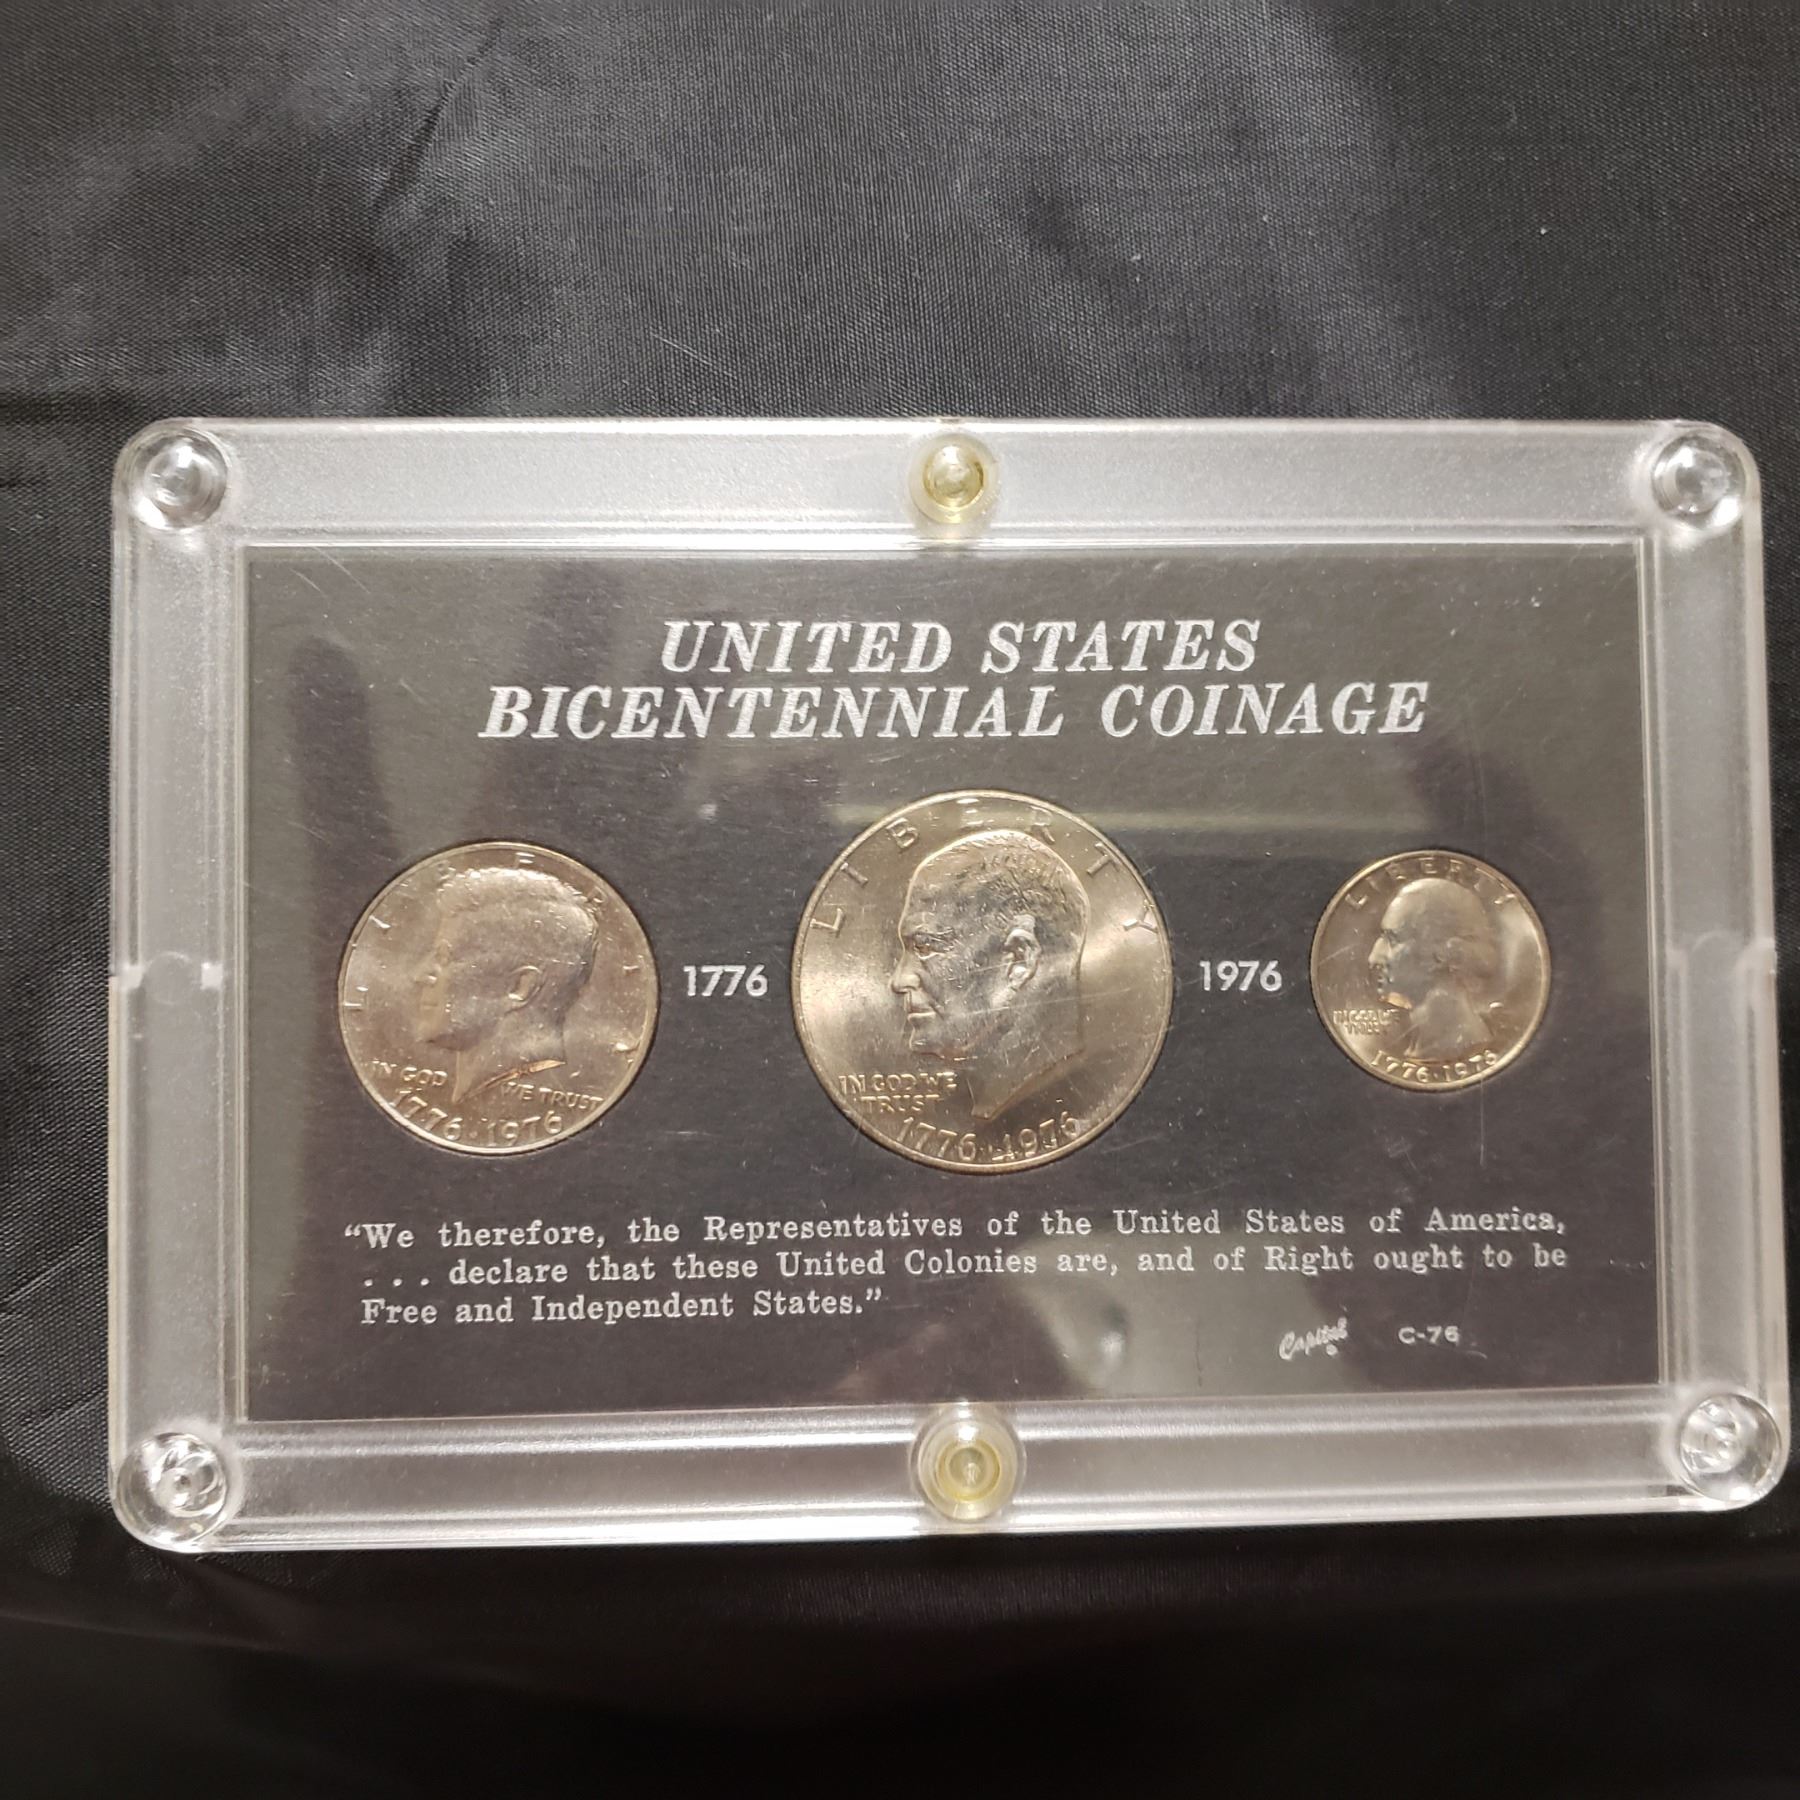 UNITED STATES
BICENTENNIAL COINAGE
LIBERTY
IN GOD WE TRUST
1776·1976
1776
LIBERTY
IN GOD WE
TRUST
1776·1976
1976
LIBERTY
IN GOD WE
TRUST
1776·1976
“We therefore, the Representatives of the United States of America,
. . . declare that these United Colonies are, and of Right ought to be
Free and Independent States.”
Capital ® C-76